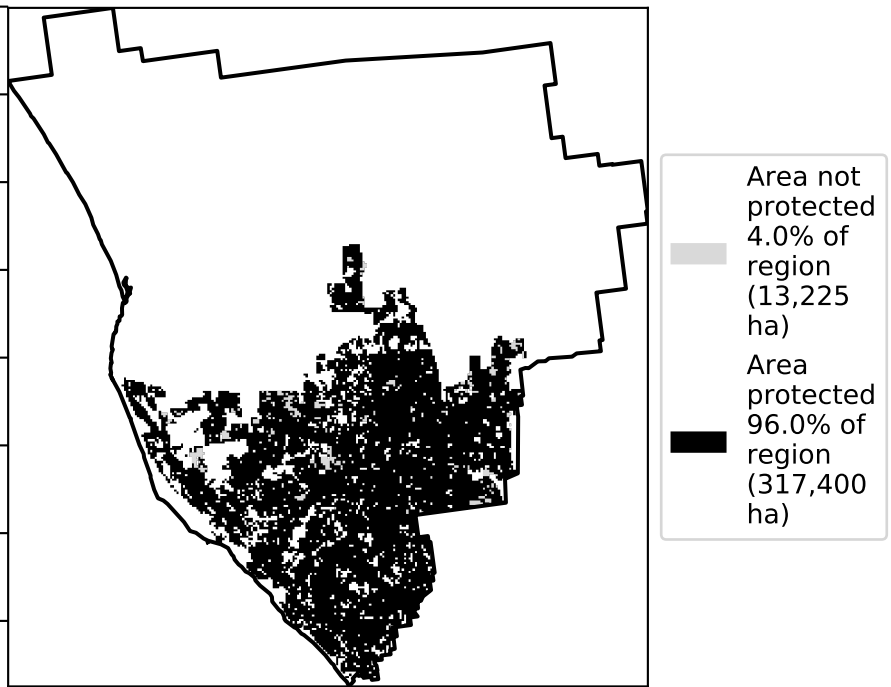 Area not
protected
4.0% of
region
(13,225
ha)
Area
protected
96.0% of
region
(317,400
ha)